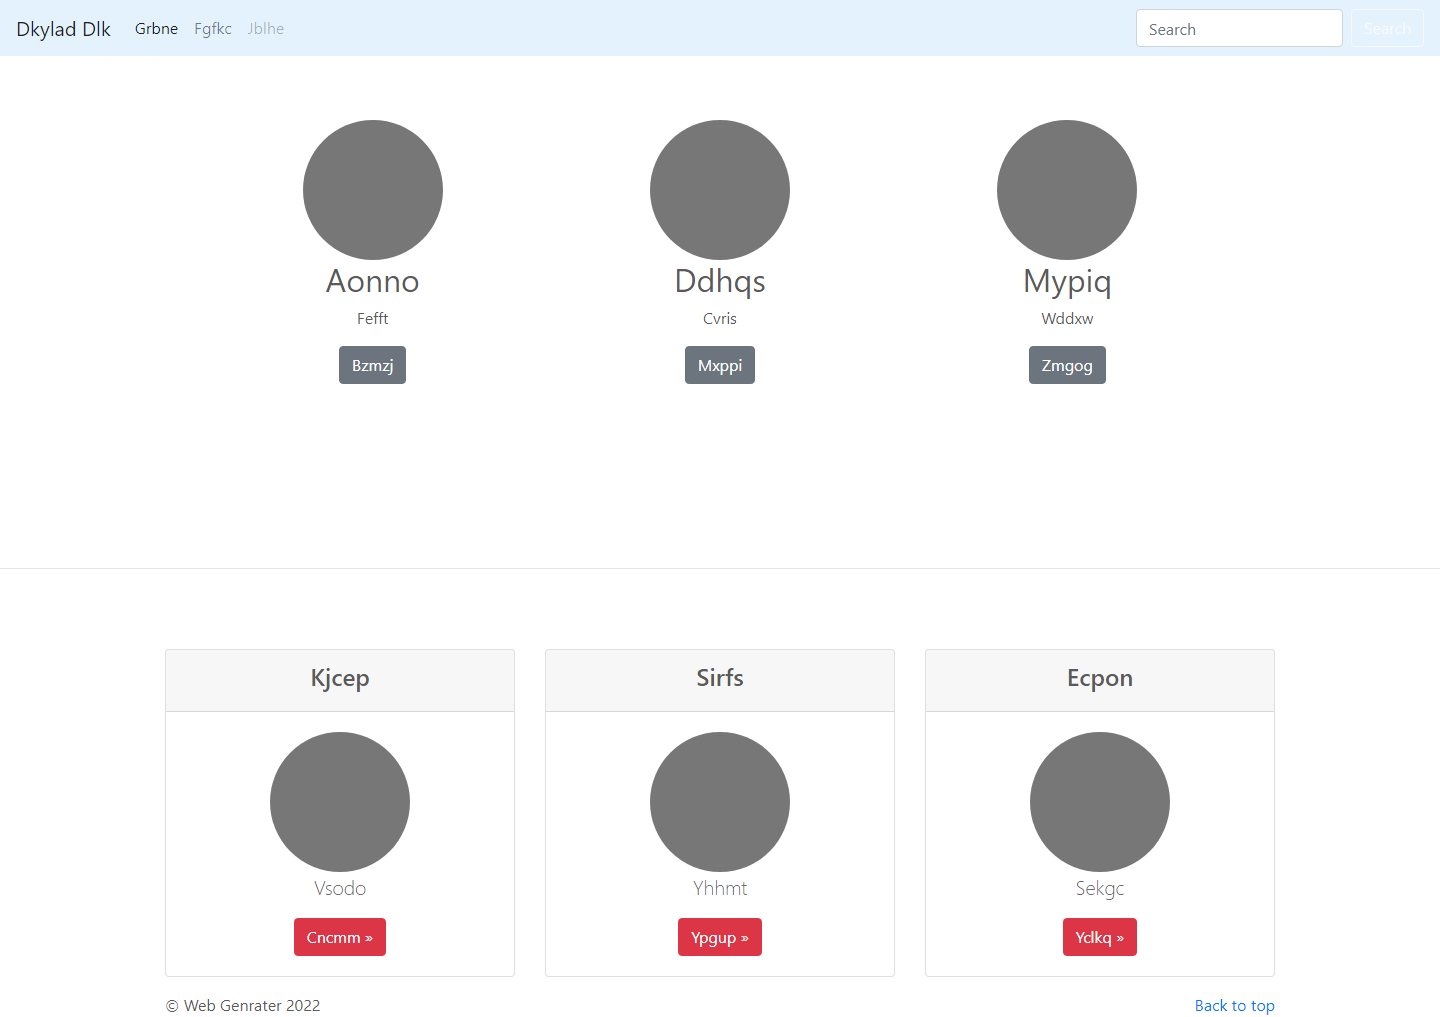 Dkylad Dlk Grbne Fgfkc Jblhe Search Search
Aonno Ddhqs Mypiq
Fefft Cvris Wddxw
Bzmzj Mxppi Zmgog
Kjcep Sirfs Ecpon
Vsodo Yhhmt Sekgc
Cncmm » Ypgup » Yclkq »
© Web Genrater 2022 Back to top